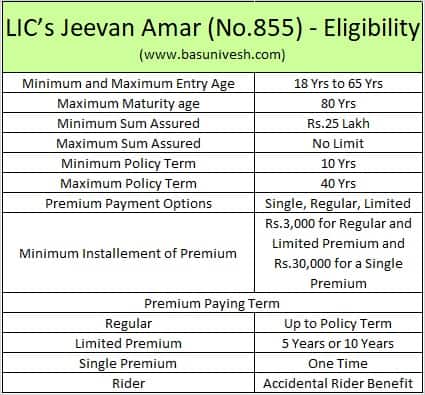 LIC's Jeevan Amar (No.855) - Eligibility
(www.basunivesh.com)
Minimum and Maximum Entry Age 18 Yrs to 65 Yrs
Maximum Maturity age 80 Yrs
Minimum Sum Assured Rs.25 Lakh
Maximum Sum Assured No Limit
Minimum Policy Term 10 Yrs
Maximum Policy Term 40 Yrs
Premium Payment Options Single, Regular, Limited
Minimum Installement of Premium
Rs.3,000 for Regular and
Limited Premium and
Rs.30,000 for a Single
Premium
Premium Paying Term
Regular Up to Policy Term
Limited Premium 5 Years or 10 Years
Single Premium One Time
Rider Accidental Rider Benefit